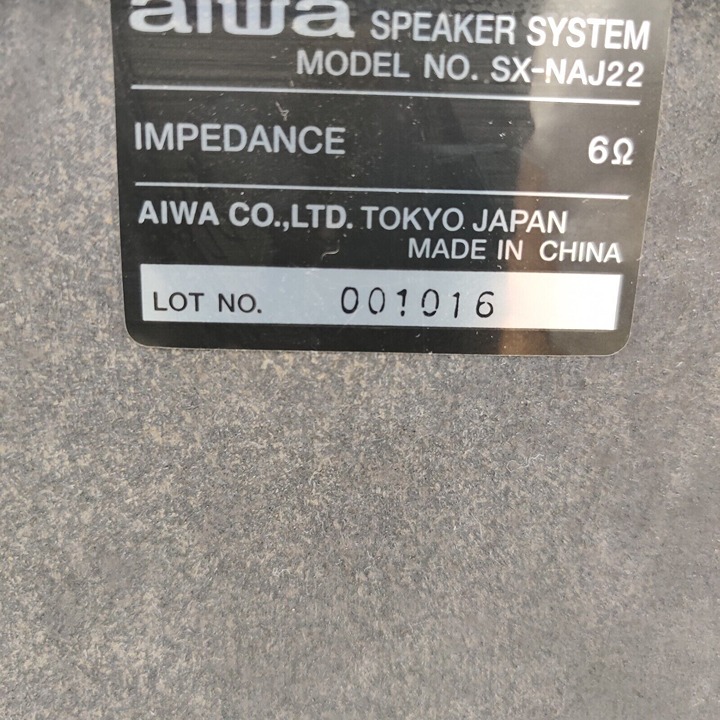 aiwa SPEAKER SYSTEM
MODEL NO. SX-NAJ22
IMPEDANCE 6Ω
AIWA CO.,LTD. TOKYO JAPAN
MADE IN CHINA
LOT NO. 001016